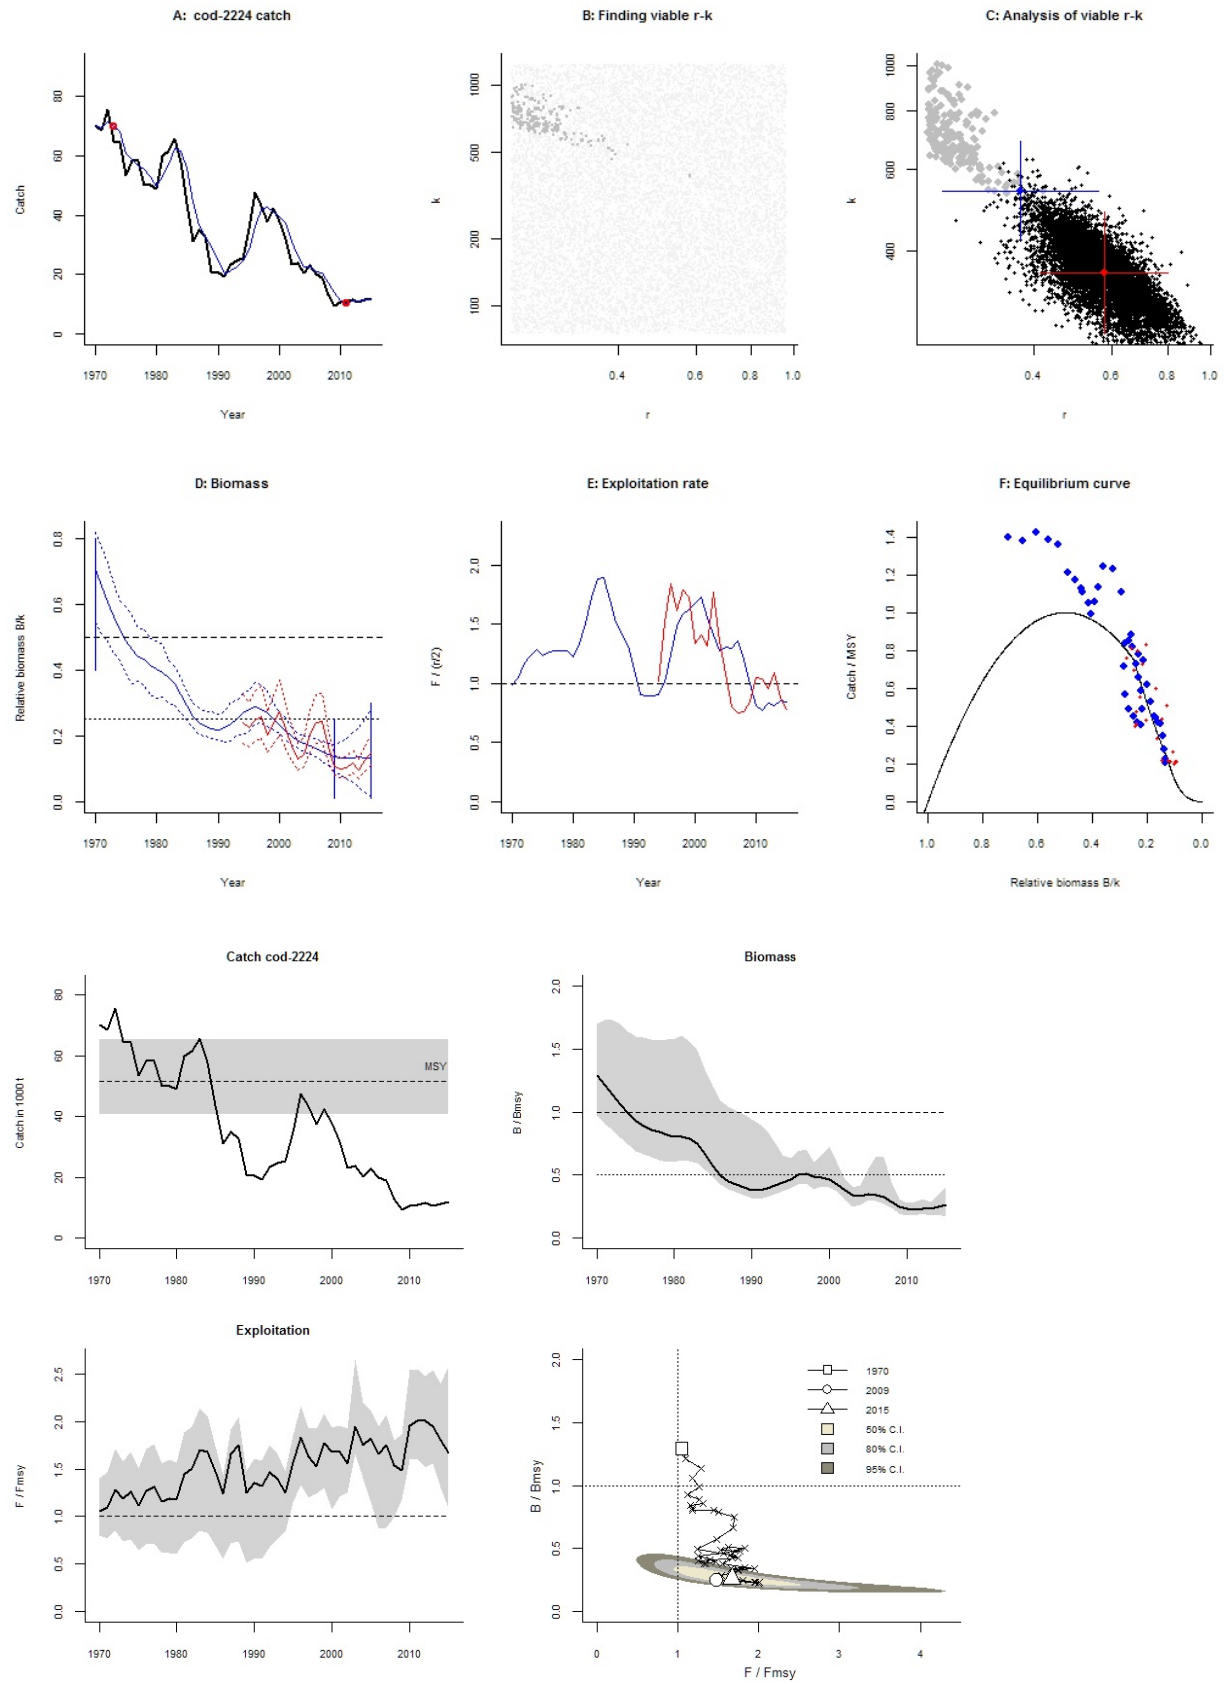 A: cod-2224 catch
B: Finding viable r-k
C: Analysis of viable r-k
Catch
0 20 40 60 80
1970 1980 1990 2000 2010
Year
k
100 200 500 1000
0.4 0.6 0.8 1.0
r
k
400 600 800 1000
0.4 0.6 0.8 1.0
r
D: Biomass
E: Exploitation rate
F: Equilibrium curve
Relative biomass B/k
0.0 0.2 0.4 0.6 0.8
1970 1980 1990 2000 2010
Year
F / (r/2)
0.0 0.5 1.0 1.5 2.0
1970 1980 1990 2000 2010
Year
Catch / MSY
0.0 0.2 0.4 0.6 0.8 1.0 1.2 1.4
1.0 0.8 0.6 0.4 0.2 0.0
Relative biomass B/k
Catch cod-2224
Biomass
Catch in 1000 t
0 20 40 60 80
MSY
1970 1980 1990 2000 2010
B / Bmsy
0.0 0.5 1.0 1.5 2.0
1970 1980 1990 2000 2010
Exploitation
F / Fmsy
0.0 0.5 1.0 1.5 2.0 2.5
1970 1980 1990 2000 2010
B / Bmsy
0.0 0.5 1.0 1.5 2.0
1970
2009
2015
50% C.I.
80% C.I.
95% C.I.
0 1 2 3 4
F / Fmsy